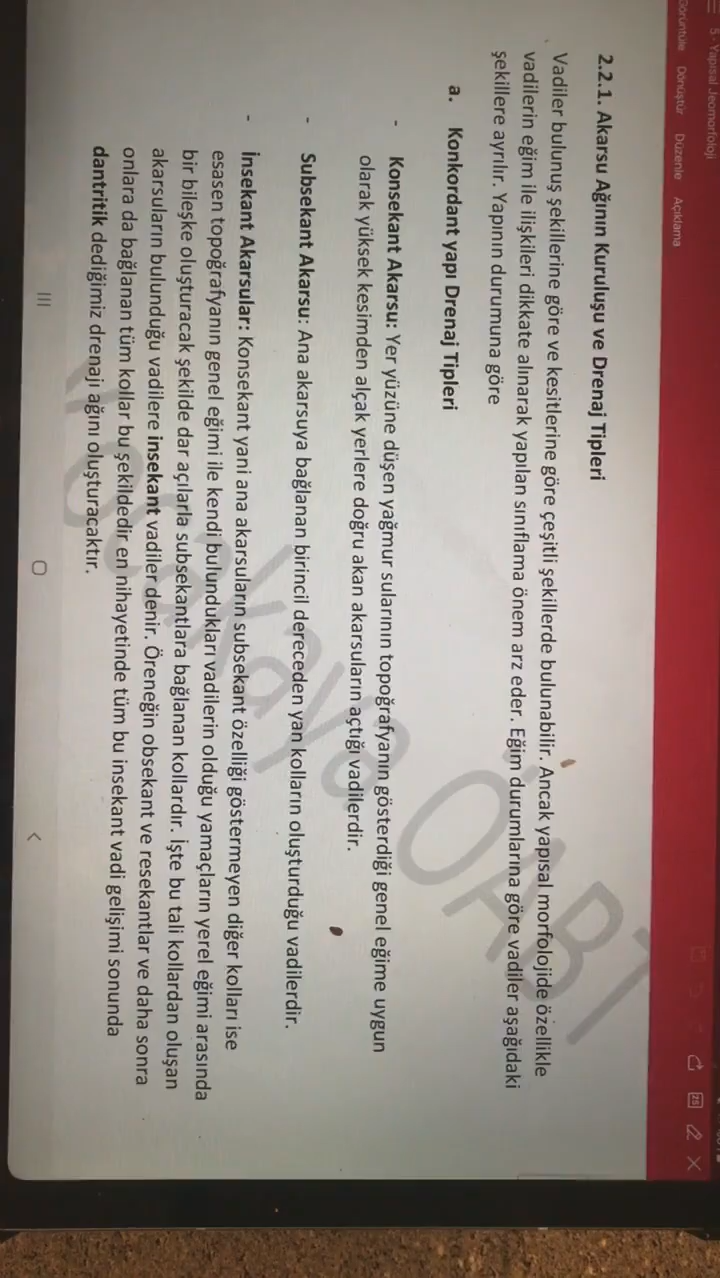 5 - Yapısal Jeomorfoloji
Görüntüle Dönüştür Düzenle Açıklama
25
2.2.1. Akarsu Ağının Kuruluşu ve Drenaj Tipleri
Vadiler bulunuş şekillerine göre ve kesitlerine göre çeşitli şekillerde bulunabilir. Ancak yapısal morfolojide özellikle
vadilerin eğim ile ilişkileri dikkate alınarak yapılan sınıflama önem arz eder. Eğim durumlarına göre vadiler aşağıdaki
şekillere ayrılır. Yapının durumuna göre
a. Konkordant yapı Drenaj Tipleri
- Konsekant Akarsu: Yer yüzüne düşen yağmur sularının topoğrafyanın gösterdiği genel eğime uygun
olarak yüksek kesimden alçak yerlere doğru akan akarsuların açtığı vadilerdir.
- Subsekant Akarsu: Ana akarsuya bağlanan birincil dereceden yan kolların oluşturduğu vadilerdir.
- İnsekant Akarsular: Konsekant yani ana akarsuların subsekant özelliği göstermeyen diğer kolları ise
esasen topoğrafyanın genel eğimi ile kendi bulundukları vadilerin olduğu yamaçların yerel eğimi arasında
bir bileşke oluşturacak şekilde dar açılarla subsekantlara bağlanan kollardır. İşte bu tali kollardan oluşan
akarsuların bulunduğu vadilere insekant vadiler denir. Öreneğin obsekant ve resekantlar ve daha sonra
onlara da bağlanan tüm kollar bu şekildedir en nihayetinde tüm bu insekant vadi gelişimi sonunda
dantritik dediğimiz drenajı ağını oluşturacaktır.
ÖABT